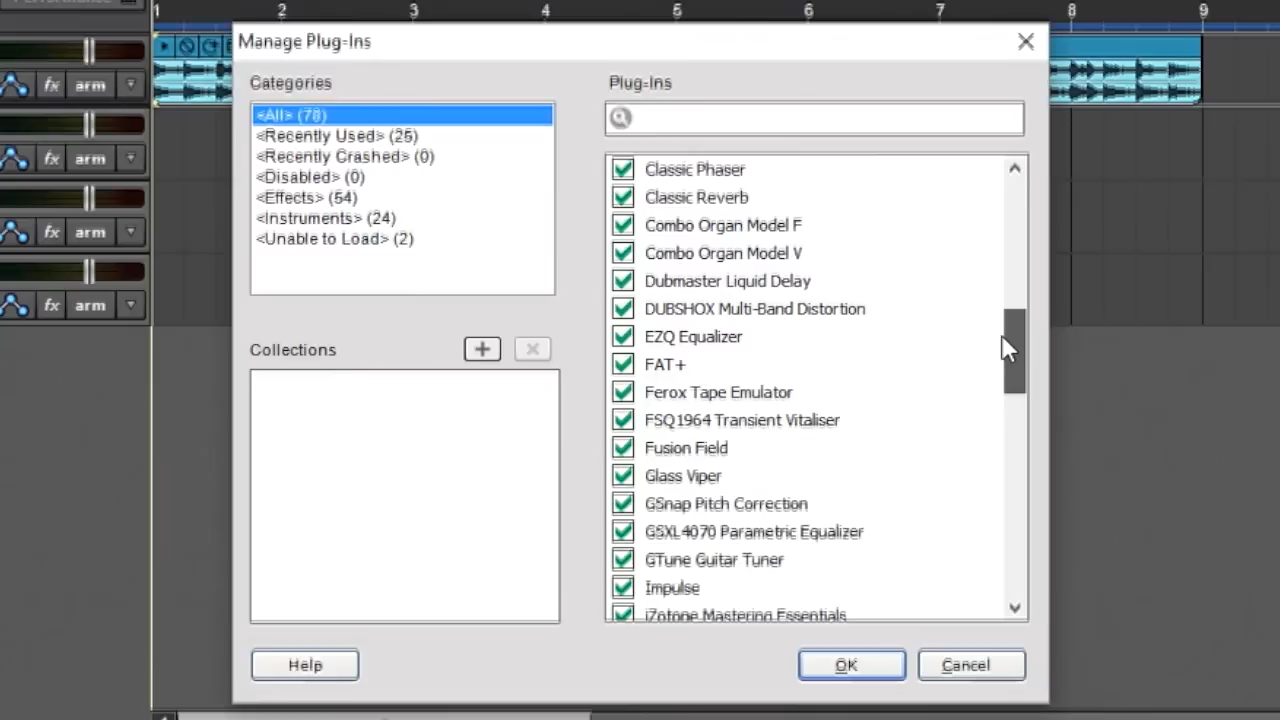 1 2 3 4 5 6 7 8 9
Manage Plug-Ins
Categories
<All> (78)
<Recently Used> (25)
<Recently Crashed> (0)
<Disabled> (0)
<Effects> (54)
<Instruments> (24)
<Unable to Load> (2)
Collections
Plug-Ins
Classic Phaser
Classic Reverb
Combo Organ Model F
Combo Organ Model V
Dubmaster Liquid Delay
DUBSHOX Multi-Band Distortion
EZQ Equalizer
FAT+
Ferox Tape Emulator
FSQ1964 Transient Vitaliser
Fusion Field
Glass Viper
GSnap Pitch Correction
GSXL4070 Parametric Equalizer
GTune Guitar Tuner
Impulse
iZotope Mastering Essentials
Help
OK
Cancel
fx arm
fx arm
fx arm
fx arm